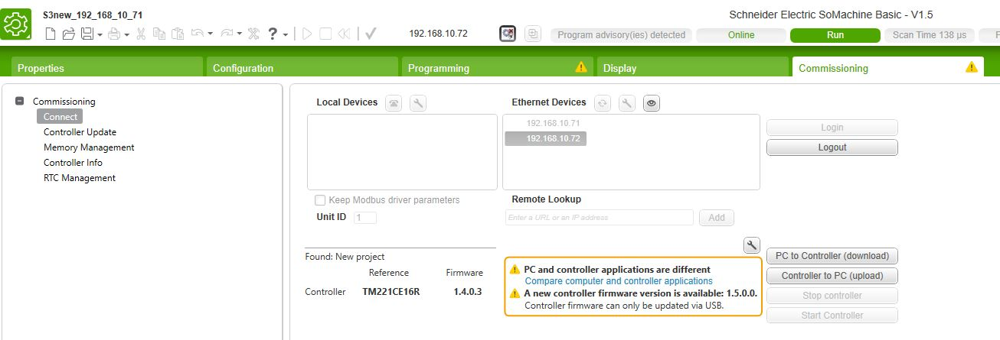 S3new_192_168_10_71
Schneider Electric SoMachine Basic - V1.5
192.168.10.72
Program advisory(ies) detected
Online
Run
Scan Time 138 µs
Properties
Configuration
Programming
Display
Commissioning
Commissioning
Connect
Controller Update
Memory Management
Controller Info
RTC Management
Local Devices
Ethernet Devices
192.168.10.71
192.168.10.72
Login
Logout
Keep Modbus driver parameters
Unit ID 1
Remote Lookup
Enter a URL or an IP address
Add
Found: New project
Reference Firmware
Controller TM221CE16R 1.4.0.3
PC and controller applications are different
Compare computer and controller applications
A new controller firmware version is available: 1.5.0.0.
Controller firmware can only be updated via USB.
PC to Controller (download)
Controller to PC (upload)
Stop controller
Start Controller